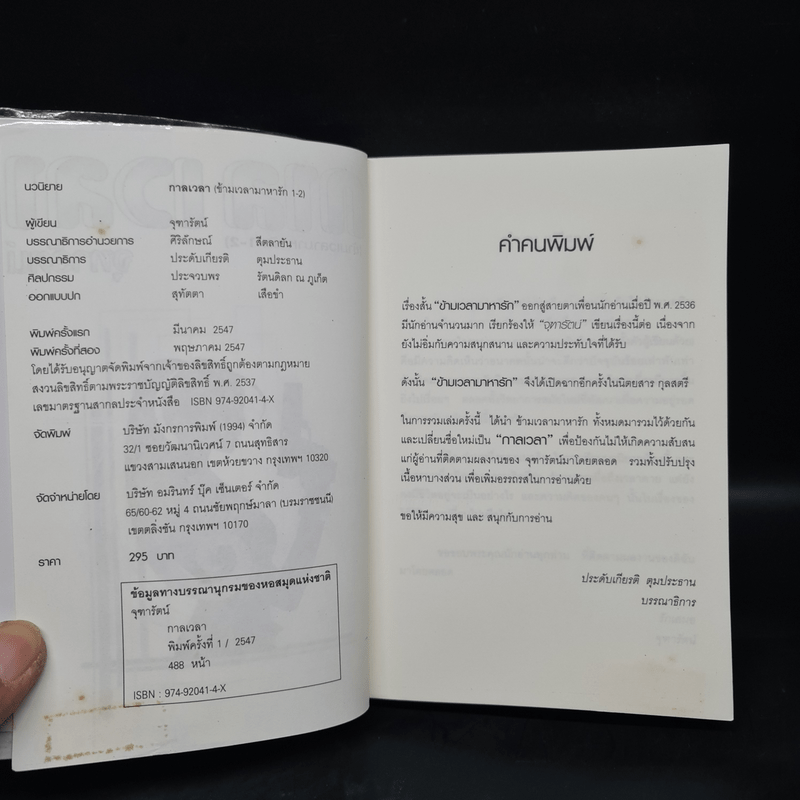 นวนิยาย กาลเวลา (ข้ามเวลามาหารัก 1-2)
ผู้เขียน จุฑารัตน์
บรรณาธิการอำนวยการ ศิริลักษณ์ สีตลายัน
บรรณาธิการ ประดับเกียรติ ตุมประธาน
ศิลปกรรม ประจวบพร รัตนดิลก ณ ภูเก็ต
ออกแบบปก สุทัตตา เสือขำ
พิมพ์ครั้งแรก มีนาคม 2547
พิมพ์ครั้งที่สอง พฤษภาคม 2547
โดยได้รับอนุญาตจัดพิมพ์จากเจ้าของลิขสิทธิ์ถูกต้องตามกฎหมาย
สงวนลิขสิทธิ์ตามพระราชบัญญัติลิขสิทธิ์ พ.ศ. 2537
เลขมาตรฐานสากลประจำหนังสือ ISBN 974-92041-4-X
จัดพิมพ์ บริษัท มังกรการพิมพ์ (1994) จำกัด
32/1 ซอยวัฒนานิเวศน์ 7 ถนนสุทธิสาร
แขวงสามเสนนอก เขตห้วยขวาง กรุงเทพฯ 10320
จัดจำหน่ายโดย บริษัท อมรินทร์ บุ๊ค เซ็นเตอร์ จำกัด
65/60-62 หมู่ 4 ถนนชัยพฤกษ์มาลา (บรมราชชนนี)
เขตตลิ่งชัน กรุงเทพฯ 10170
ราคา 295 บาท
ข้อมูลทางบรรณานุกรมของหอสมุดแห่งชาติ
จุฑารัตน์
กาลเวลา
พิมพ์ครั้งที่ 1 / 2547
488 หน้า
ISBN : 974-92041-4-X
คำคนพิมพ์
เรื่องสั้น "ข้ามเวลามาหารัก" ออกสู่สายตาเพื่อนนักอ่านเมื่อปี พ.ศ. 2536
มีนักอ่านจำนวนมาก เรียกร้องให้ "จุฑารัตน์" เขียนเรื่องนี้ต่อ เนื่องจาก
ยังไม่อิ่มกับความสนุกสนาน และความประทับใจที่ได้รับ
ดังนั้น "ข้ามเวลามาหารัก" จึงได้เปิดฉากอีกครั้งในนิตยสาร กุลสตรี
ในการรวมเล่มครั้งนี้ ได้นำ ข้ามเวลามาหารัก ทั้งหมดมารวมไว้ด้วยกัน
และเปลี่ยนชื่อใหม่เป็น "กาลเวลา" เพื่อป้องกันไม่ให้เกิดความสับสน
แก่ผู้อ่านที่ติดตามผลงานของ จุฑารัตน์มาโดยตลอด รวมทั้งปรับปรุง
เนื้อหาบางส่วน เพื่อเพิ่มอรรถรสในการอ่านด้วย
ขอให้มีความสุข และ สนุกกับการอ่าน
ประดับเกียรติ ตุมประธาน
บรรณาธิการ